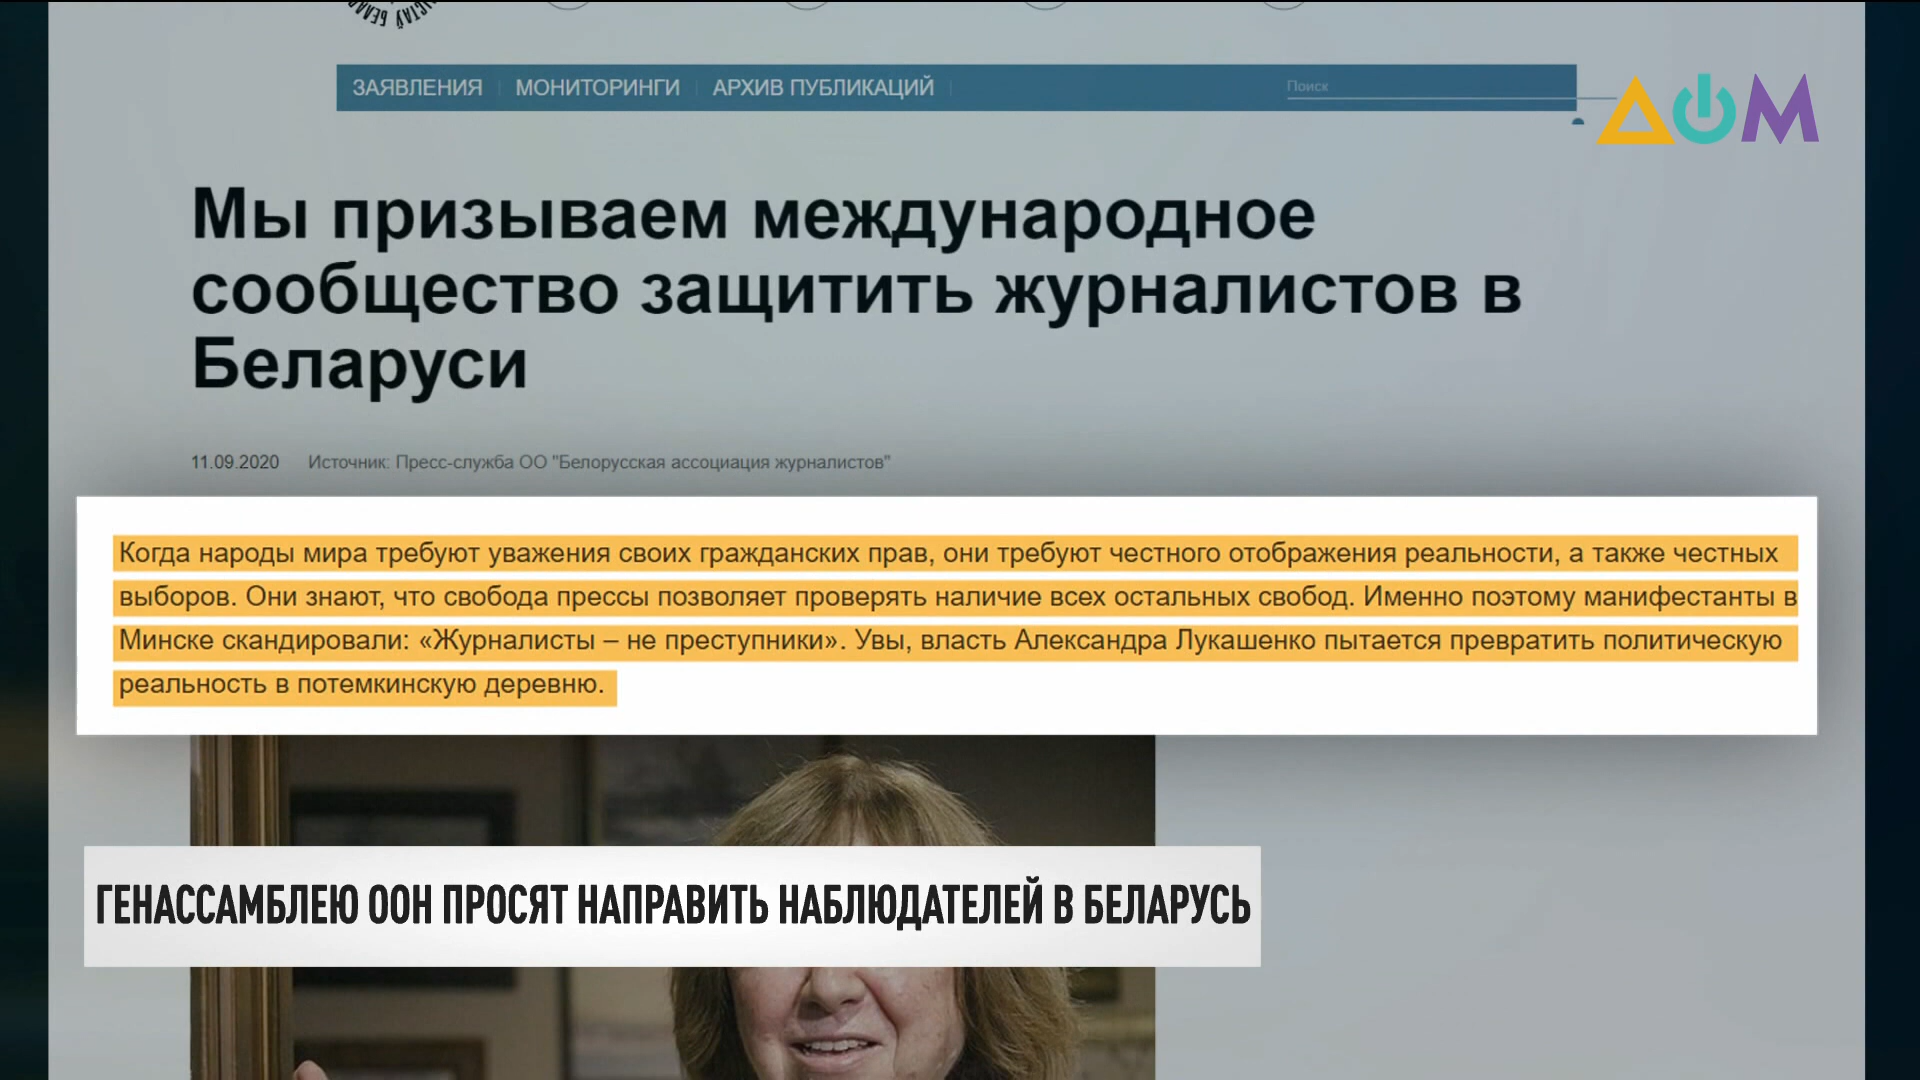 ЗАЯВЛЕНИЯ МОНИТОРИНГИ АРХИВ ПУБЛИКАЦИЙ Поиск
ДОМ
Мы призываем международное
сообщество защитить журналистов в
Беларуси
11.09.2020 Источник: Пресс-служба ОО "Белорусская ассоциация журналистов"
Когда народы мира требуют уважения своих гражданских прав, они требуют честного отображения реальности, а также честных
выборов. Они знают, что свобода прессы позволяет проверять наличие всех остальных свобод. Именно поэтому манифестанты в
Минске скандировали: «Журналисты – не преступники». Увы, власть Александра Лукашенко пытается превратить политическую
реальность в потемкинскую деревню.
ГЕНАССАМБЛЕЮ ООН ПРОСЯТ НАПРАВИТЬ НАБЛЮДАТЕЛЕЙ В БЕЛАРУСЬ